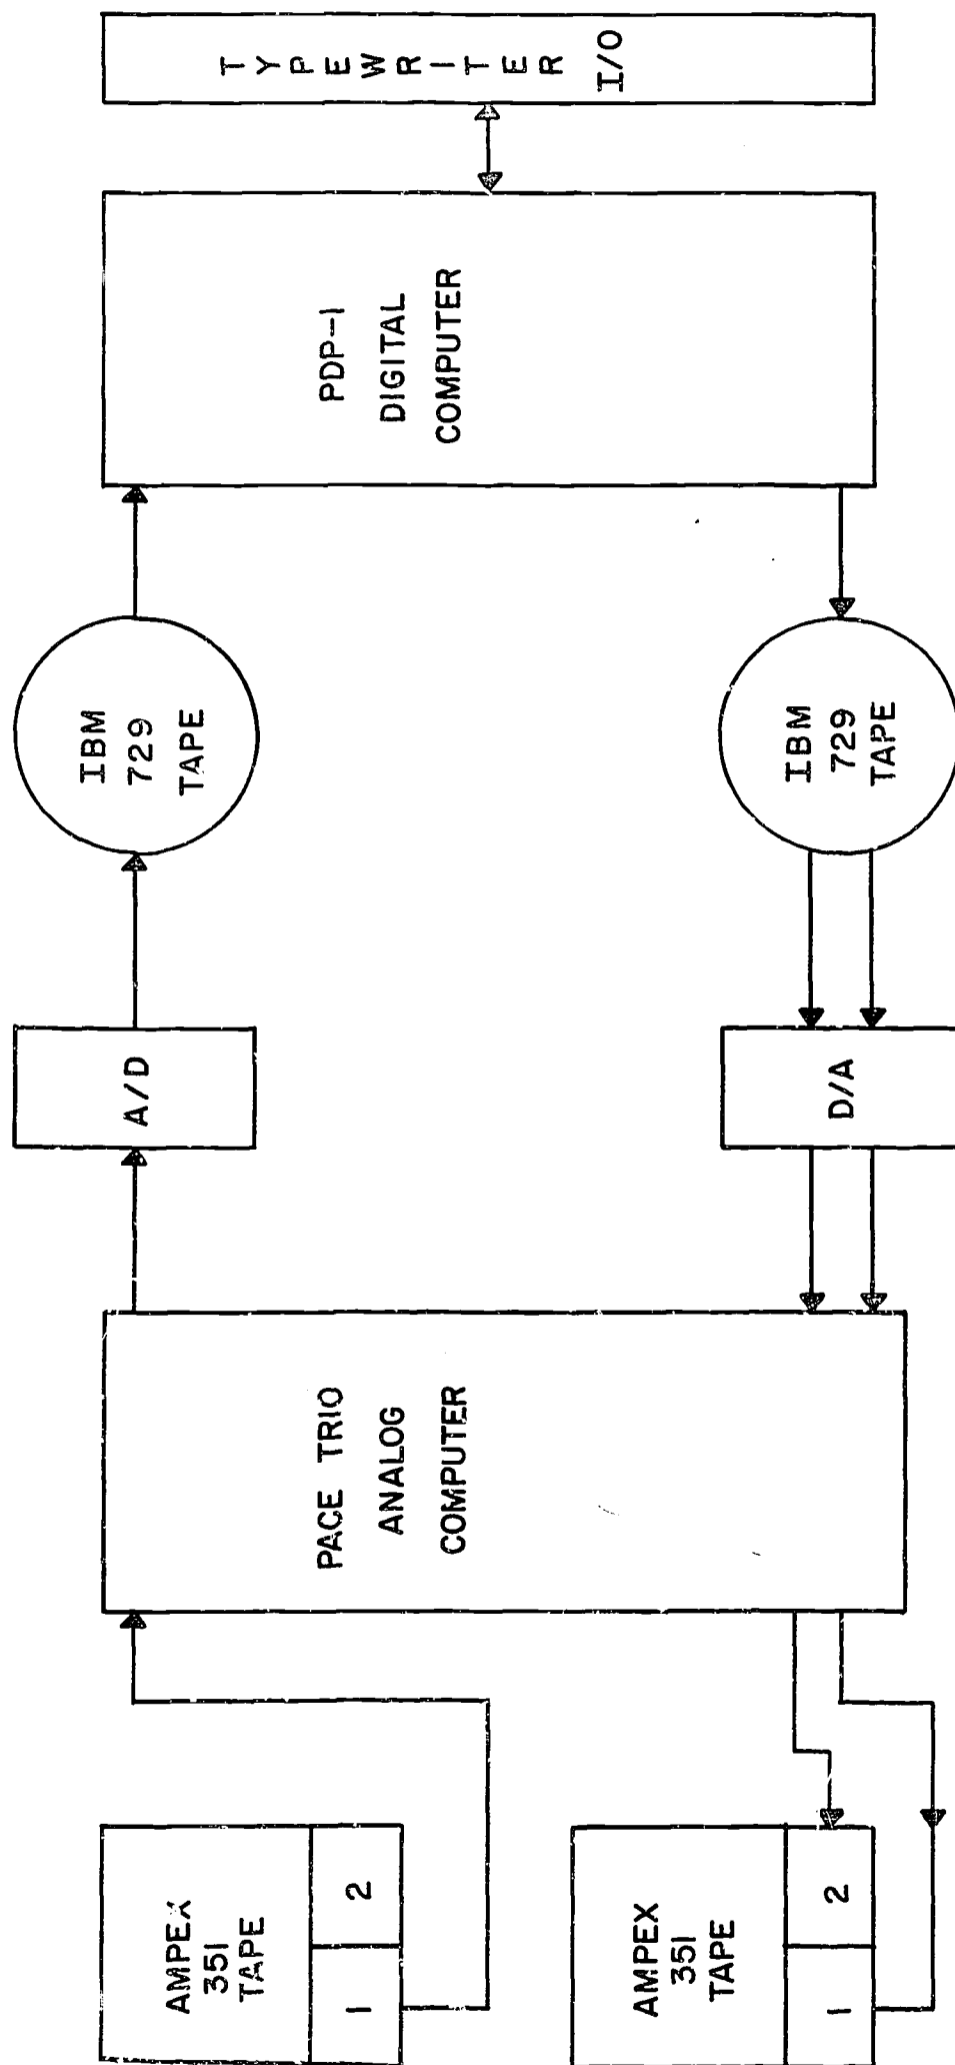 AMPEX
351
TAPE
1 2
PACE TRIO
ANALOG
COMPUTER
A/D
IBM
729
TAPE
PDP-1
DIGITAL
COMPUTER
TYPEWRITER
I/O
AMPEX
351
TAPE
1 2
D/A
IBM
729
TAPE